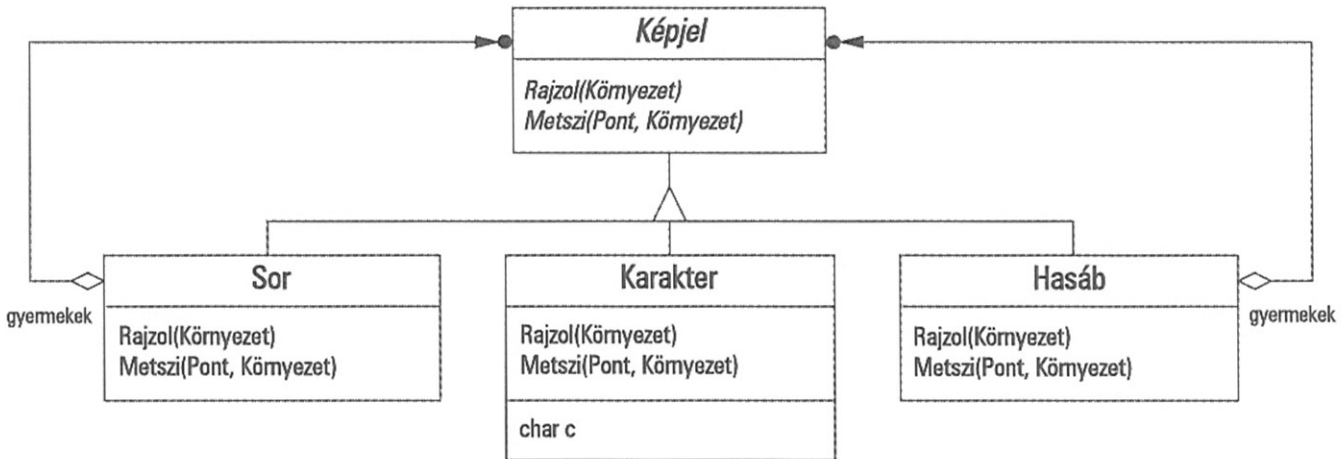 Képjel
Rajzol(Környezet)
Metszi(Pont, Környezet)
Sor
Rajzol(Környezet)
Metszi(Pont, Környezet)
gyermekek
Karakter
Rajzol(Környezet)
Metszi(Pont, Környezet)
char c
Hasáb
Rajzol(Környezet)
Metszi(Pont, Környezet)
gyermekek